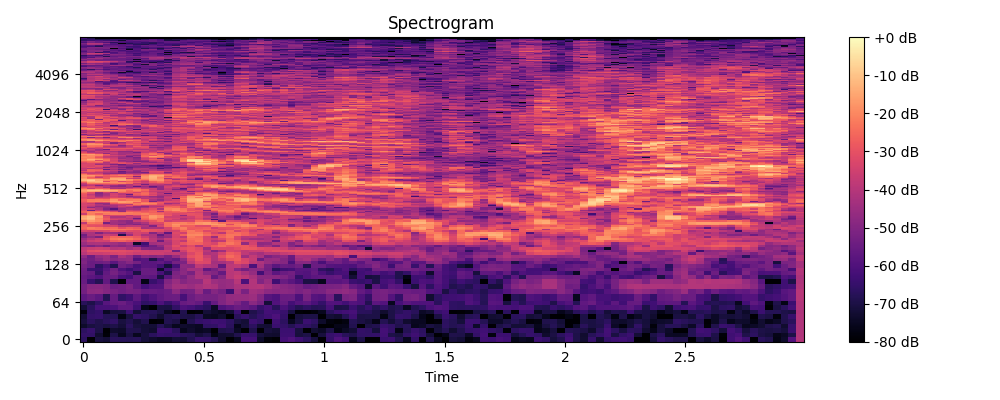 Spectrogram
Hz
4096
2048
1024
512
256
128
64
0
0
0.5
1
1.5
2
2.5
Time
+0 dB
-10 dB
-20 dB
-30 dB
-40 dB
-50 dB
-60 dB
-70 dB
-80 dB